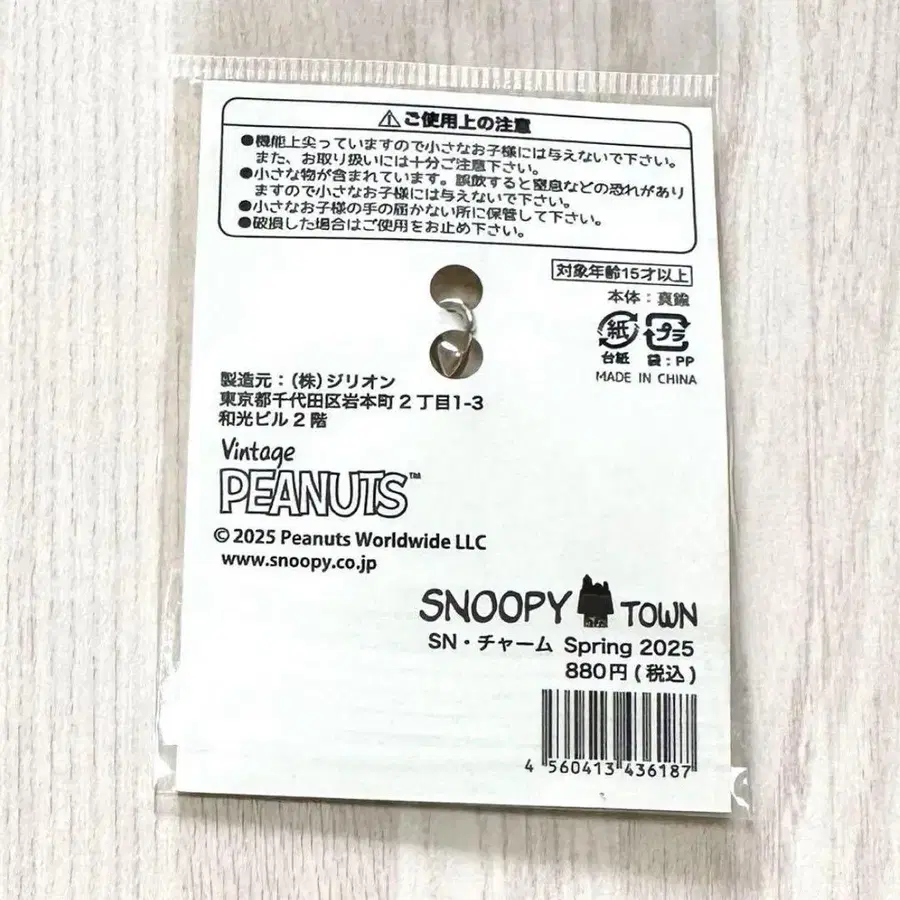 ⚠ご使用上の注意
●機能上尖っていますので小さなお子様には与えないで下さい。
また、お取り扱いには十分ご注意下さい。
●小さな物が含まれています。誤飲すると窒息などの恐れがあり
ますので小さなお子様には与えないで下さい。
●小さなお子様の手の届かない所に保管して下さい。
●破損した場合はご使用をお止め下さい。
対象年齢15才以上
本体：真鍮
紙 プラ
台紙 袋：PP
MADE IN CHINA
製造元：（株）ジリオン
東京都千代田区岩本町２丁目1-3
和光ビル２階
Vintage
PEANUTS™
© 2025 Peanuts Worldwide LLC
www.snoopy.co.jp
SNOOPY TOWN
SN・チャーム Spring 2025
880円(税込)
4 560413 436187